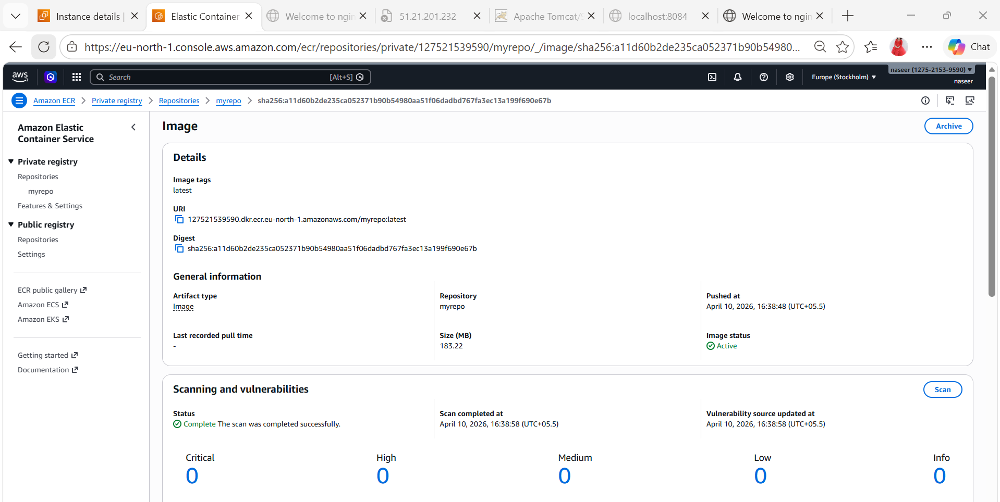 Instance details |
Elastic Container
Welcome to ngin
51.21.201.232
Apache Tomcat/9
localhost:8084
Welcome to ngin
https://eu-north-1.console.aws.amazon.com/ecr/repositories/private/127521539590/myrepo/_/image/sha256:a11d60b2de235ca052371b90b54980...
Chat
aws
Search
[Alt+S]
Europe (Stockholm)
naseer (1275-2153-9590)
naseer
Amazon ECR
Private registry
Repositories
myrepo
sha256:a11d60b2de235ca052371b90b54980aa51f06dadbd767fa3ec13a199f690e67b
Amazon Elastic
Container Service
Private registry
Repositories
myrepo
Features & Settings
Public registry
Repositories
Settings
ECR public gallery
Amazon ECS
Amazon EKS
Getting started
Documentation
Image
Archive
Details
Image tags
latest
URI
127521539590.dkr.ecr.eu-north-1.amazonaws.com/myrepo:latest
Digest
sha256:a11d60b2de235ca052371b90b54980aa51f06dadbd767fa3ec13a199f690e67b
General information
Artifact type
Image
Repository
myrepo
Pushed at
April 10, 2026, 16:38:48 (UTC+05.5)
Last recorded pull time
-
Size (MB)
183.22
Image status
Active
Scanning and vulnerabilities
Scan
Status
Complete The scan was completed successfully.
Scan completed at
April 10, 2026, 16:38:58 (UTC+05.5)
Vulnerability source updated at
April 10, 2026, 16:38:58 (UTC+05.5)
Critical
0
High
0
Medium
0
Low
0
Info
0